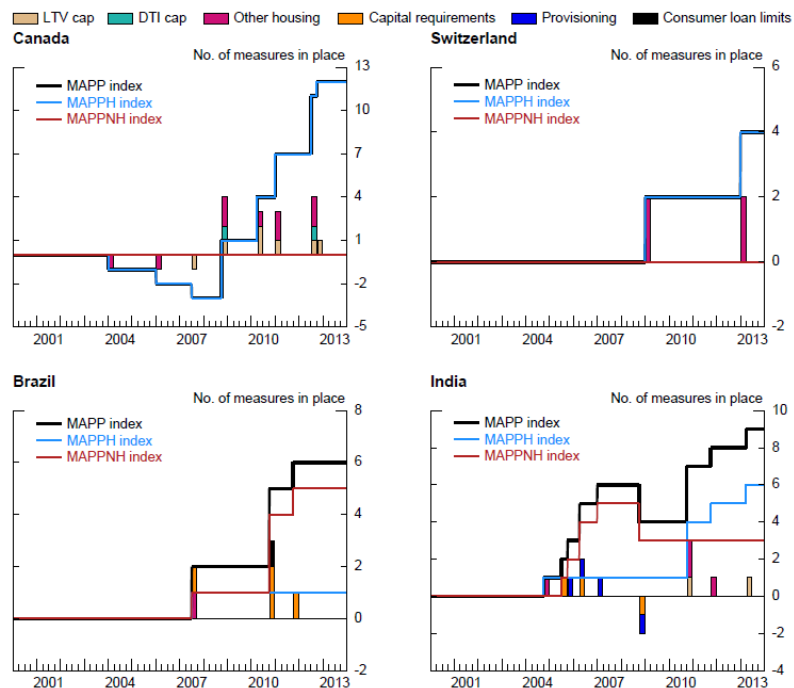 LTV cap DTI cap Other housing Capital requirements Provisioning Consumer loan limits
Canada
No. of measures in place
MAPP index
MAPPH index
MAPPNH index
13
10
7
4
1
-2
-5
2001 2004 2007 2010 2013
Switzerland
No. of measures in place
MAPP index
MAPPH index
MAPPNH index
6
4
2
0
-2
2001 2004 2007 2010 2013
Brazil
No. of measures in place
MAPP index
MAPPH index
MAPPNH index
8
6
4
2
0
-2
2001 2004 2007 2010 2013
India
No. of measures in place
MAPP index
MAPPH index
MAPPNH index
10
8
6
4
2
0
-2
-4
2001 2004 2007 2010 2013